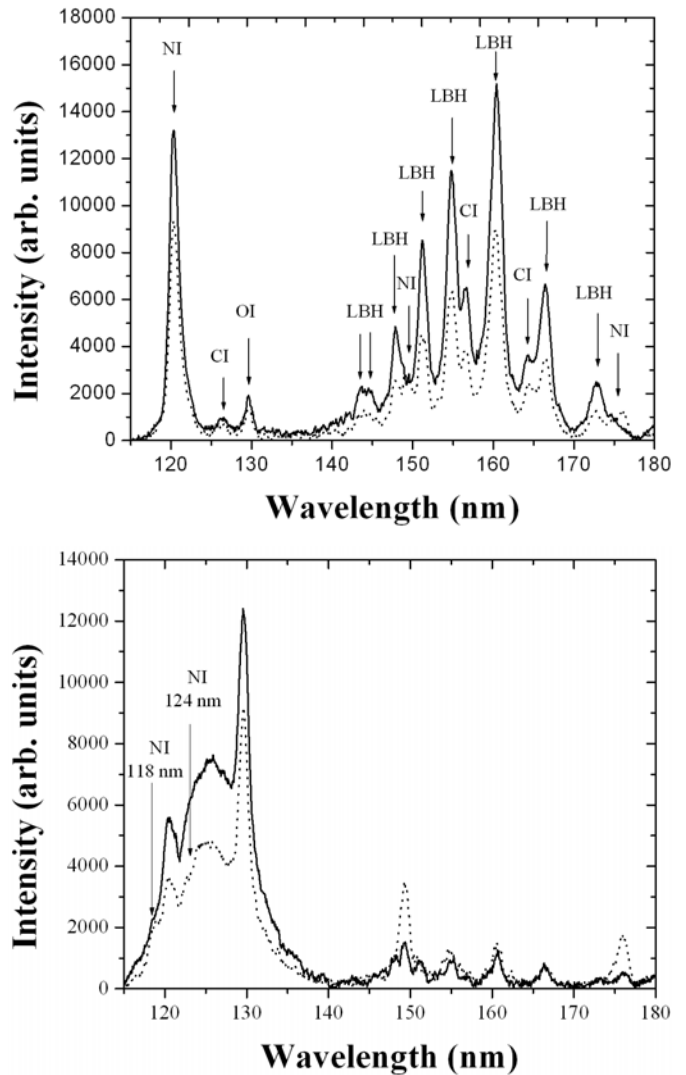 18000
16000
14000
12000
10000
8000
6000
4000
2000
0
Intensity (arb. units)
NI
CI
OI
LBH
LBH
NI
LBH
LBH
CI
LBH
CI
LBH
LBH
NI
120 130 140 150 160 170 180
Wavelength (nm)
14000
12000
10000
8000
6000
4000
2000
0
Intensity (arb. units)
NI
118 nm
NI
124 nm
120 130 140 150 160 170 180
Wavelength (nm)